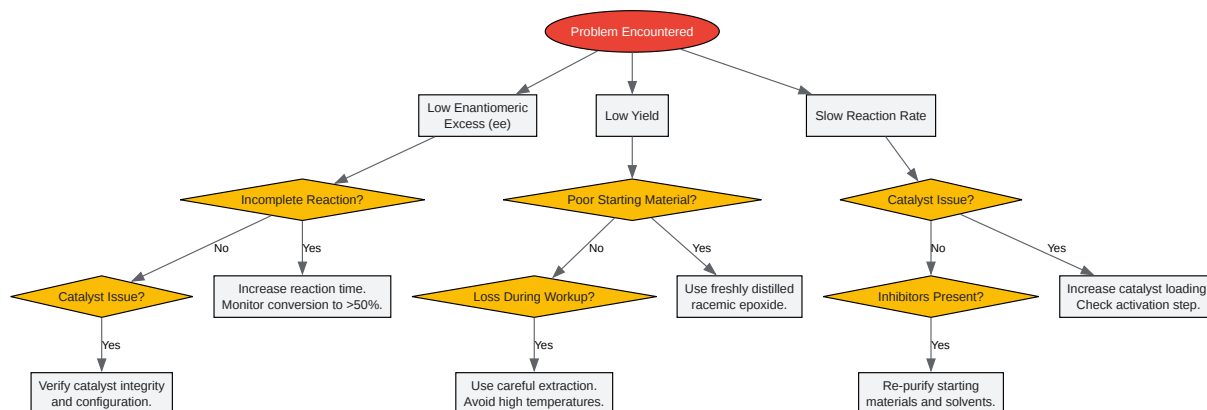 Problem Encountered
Low Enantiomeric
Excess (ee)
Low Yield
Slow Reaction Rate
Incomplete Reaction?
Poor Starting Material?
Catalyst Issue?
No
Yes
No
Yes
No
Yes
Catalyst Issue?
Increase reaction time.
Monitor conversion to >50%.
Loss During Workup?
Use freshly distilled
racemic epoxide.
Inhibitors Present?
Increase catalyst loading.
Check activation step.
Yes
Yes
Yes
Verify catalyst integrity
and configuration.
Use careful extraction.
Avoid high temperatures.
Re-purify starting
materials and solvents.